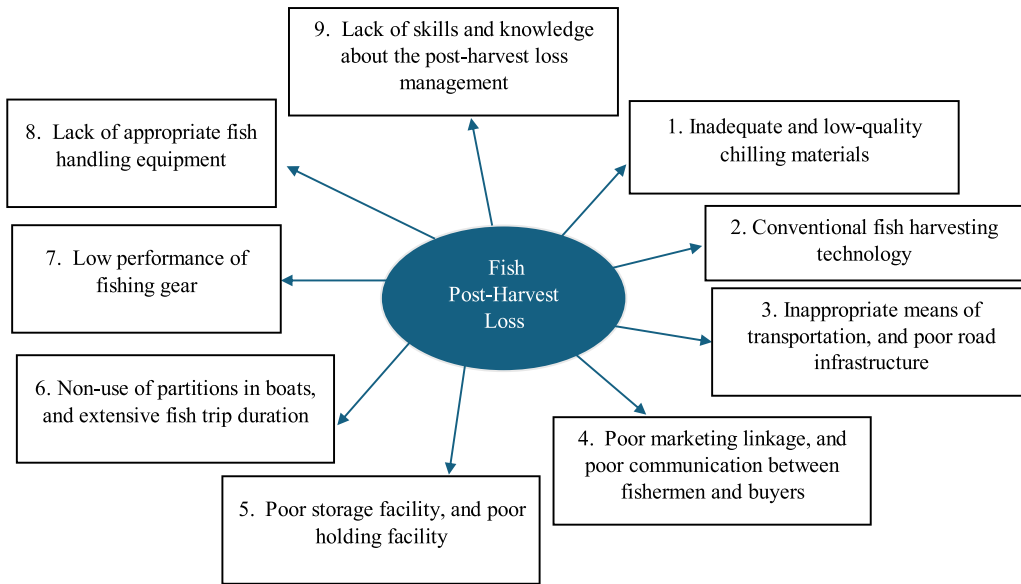 9. Lack of skills and knowledge
about the post-harvest loss
management
8. Lack of appropriate fish
handling equipment
1. Inadequate and low-quality
chilling materials
2. Conventional fish harvesting
technology
7. Low performance of
fishing gear
Fish
Post-Harvest
Loss
3. Inappropriate means of
transportation, and poor road
infrastructure
6. Non-use of partitions in boats,
and extensive fish trip duration
4. Poor marketing linkage, and
poor communication between
fishermen and buyers
5. Poor storage facility, and poor
holding facility